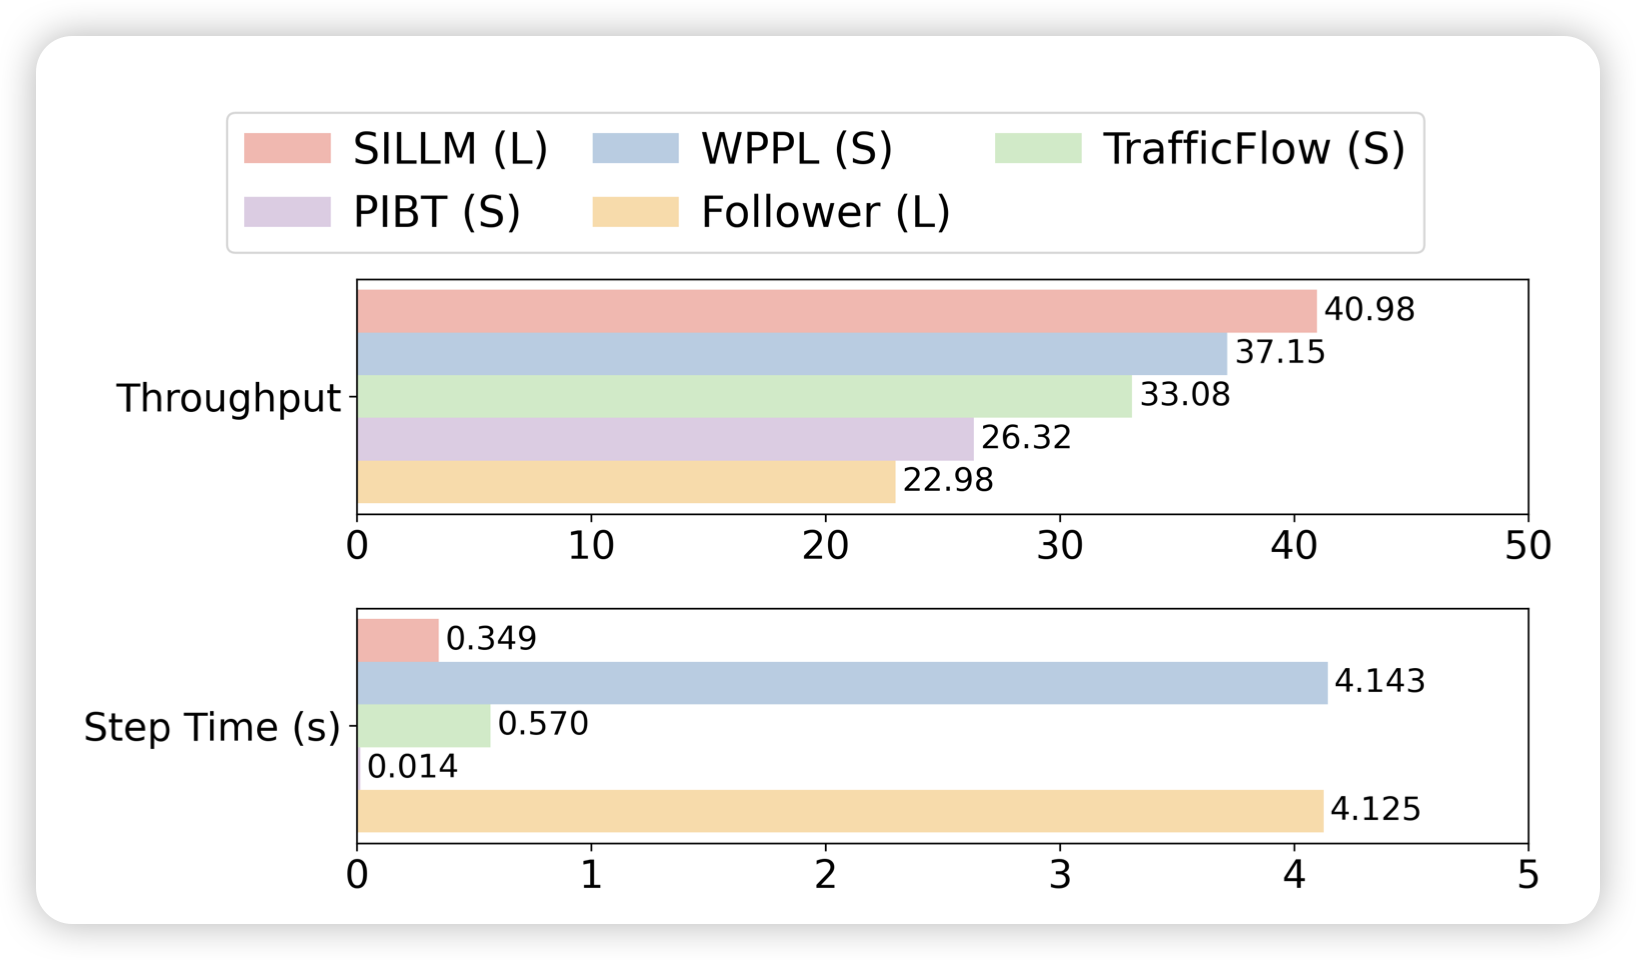 SILLM (L) WPPL (S) TrafficFlow (S)
PIBT (S) Follower (L)
40.98
37.15
Throughput 33.08
26.32
22.98
0 10 20 30 40 50
0.349
4.143
Step Time (s) 0.570
0.014
4.125
0 1 2 3 4 5